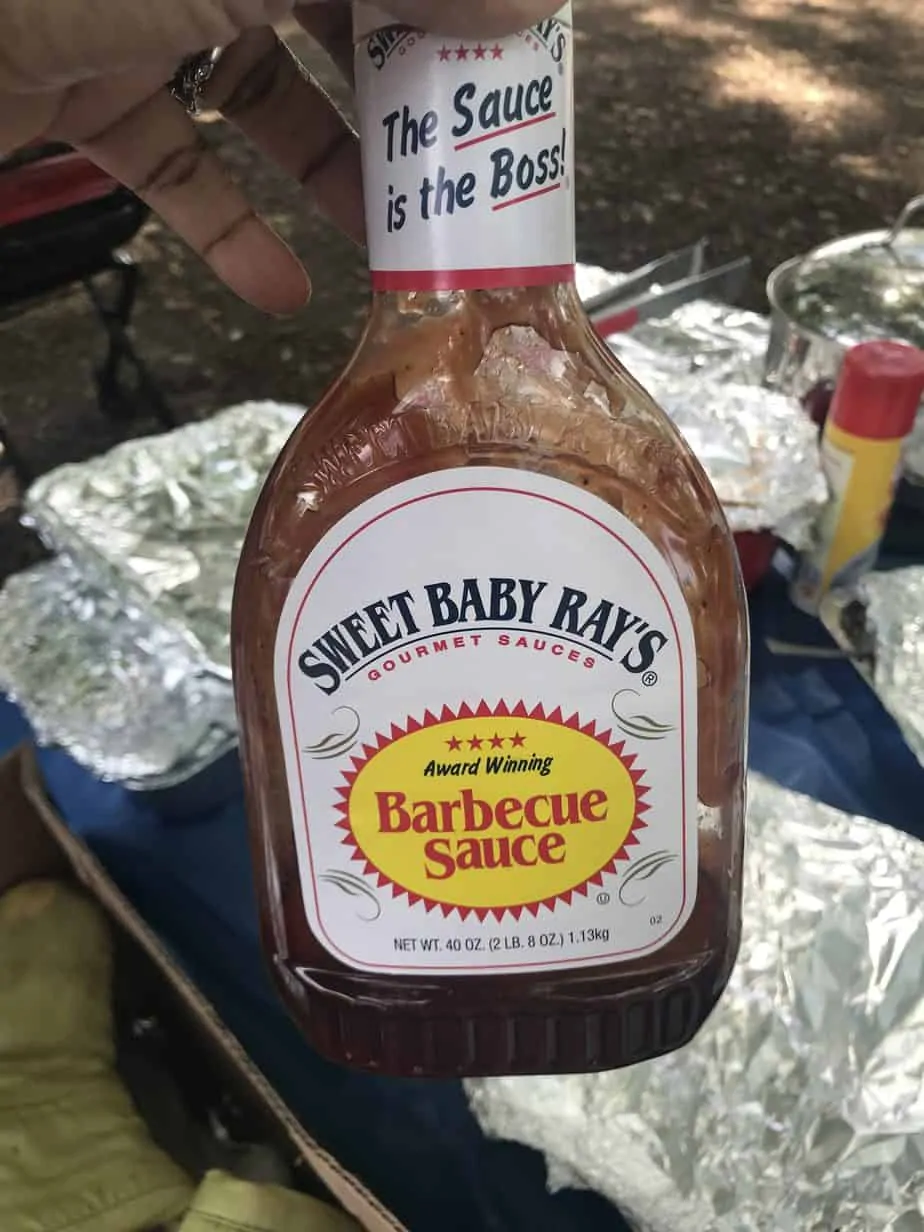 ★★★★
The Sauce
is the Boss!
SWEET BABY RAY'S®
GOURMET SAUCES
★★★★
Award Winning
Barbecue
Sauce
Ⓤ
02
NET WT. 40 OZ. (2 LB. 8 OZ.) 1.13kg